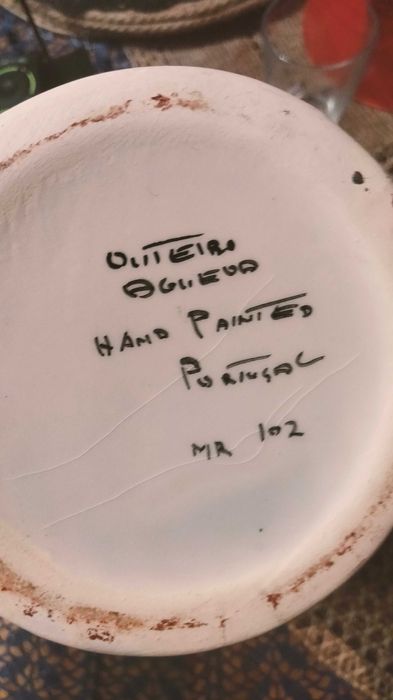 OUTEIRO
AGUEDA
HAND PAINTED
PORTUGAL
MR 102